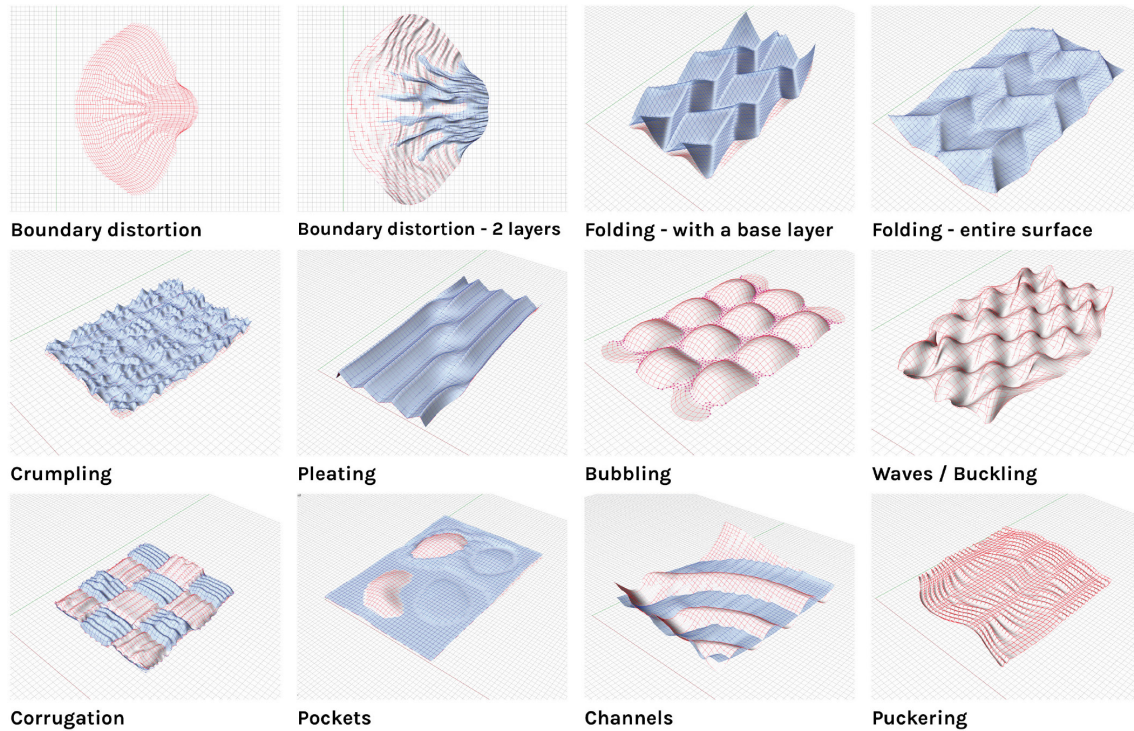 Boundary distortion
Boundary distortion - 2 layers
Folding - with a base layer
Folding - entire surface
Crumpling
Pleating
Bubbling
Waves / Buckling
Corrugation
Pockets
Channels
Puckering